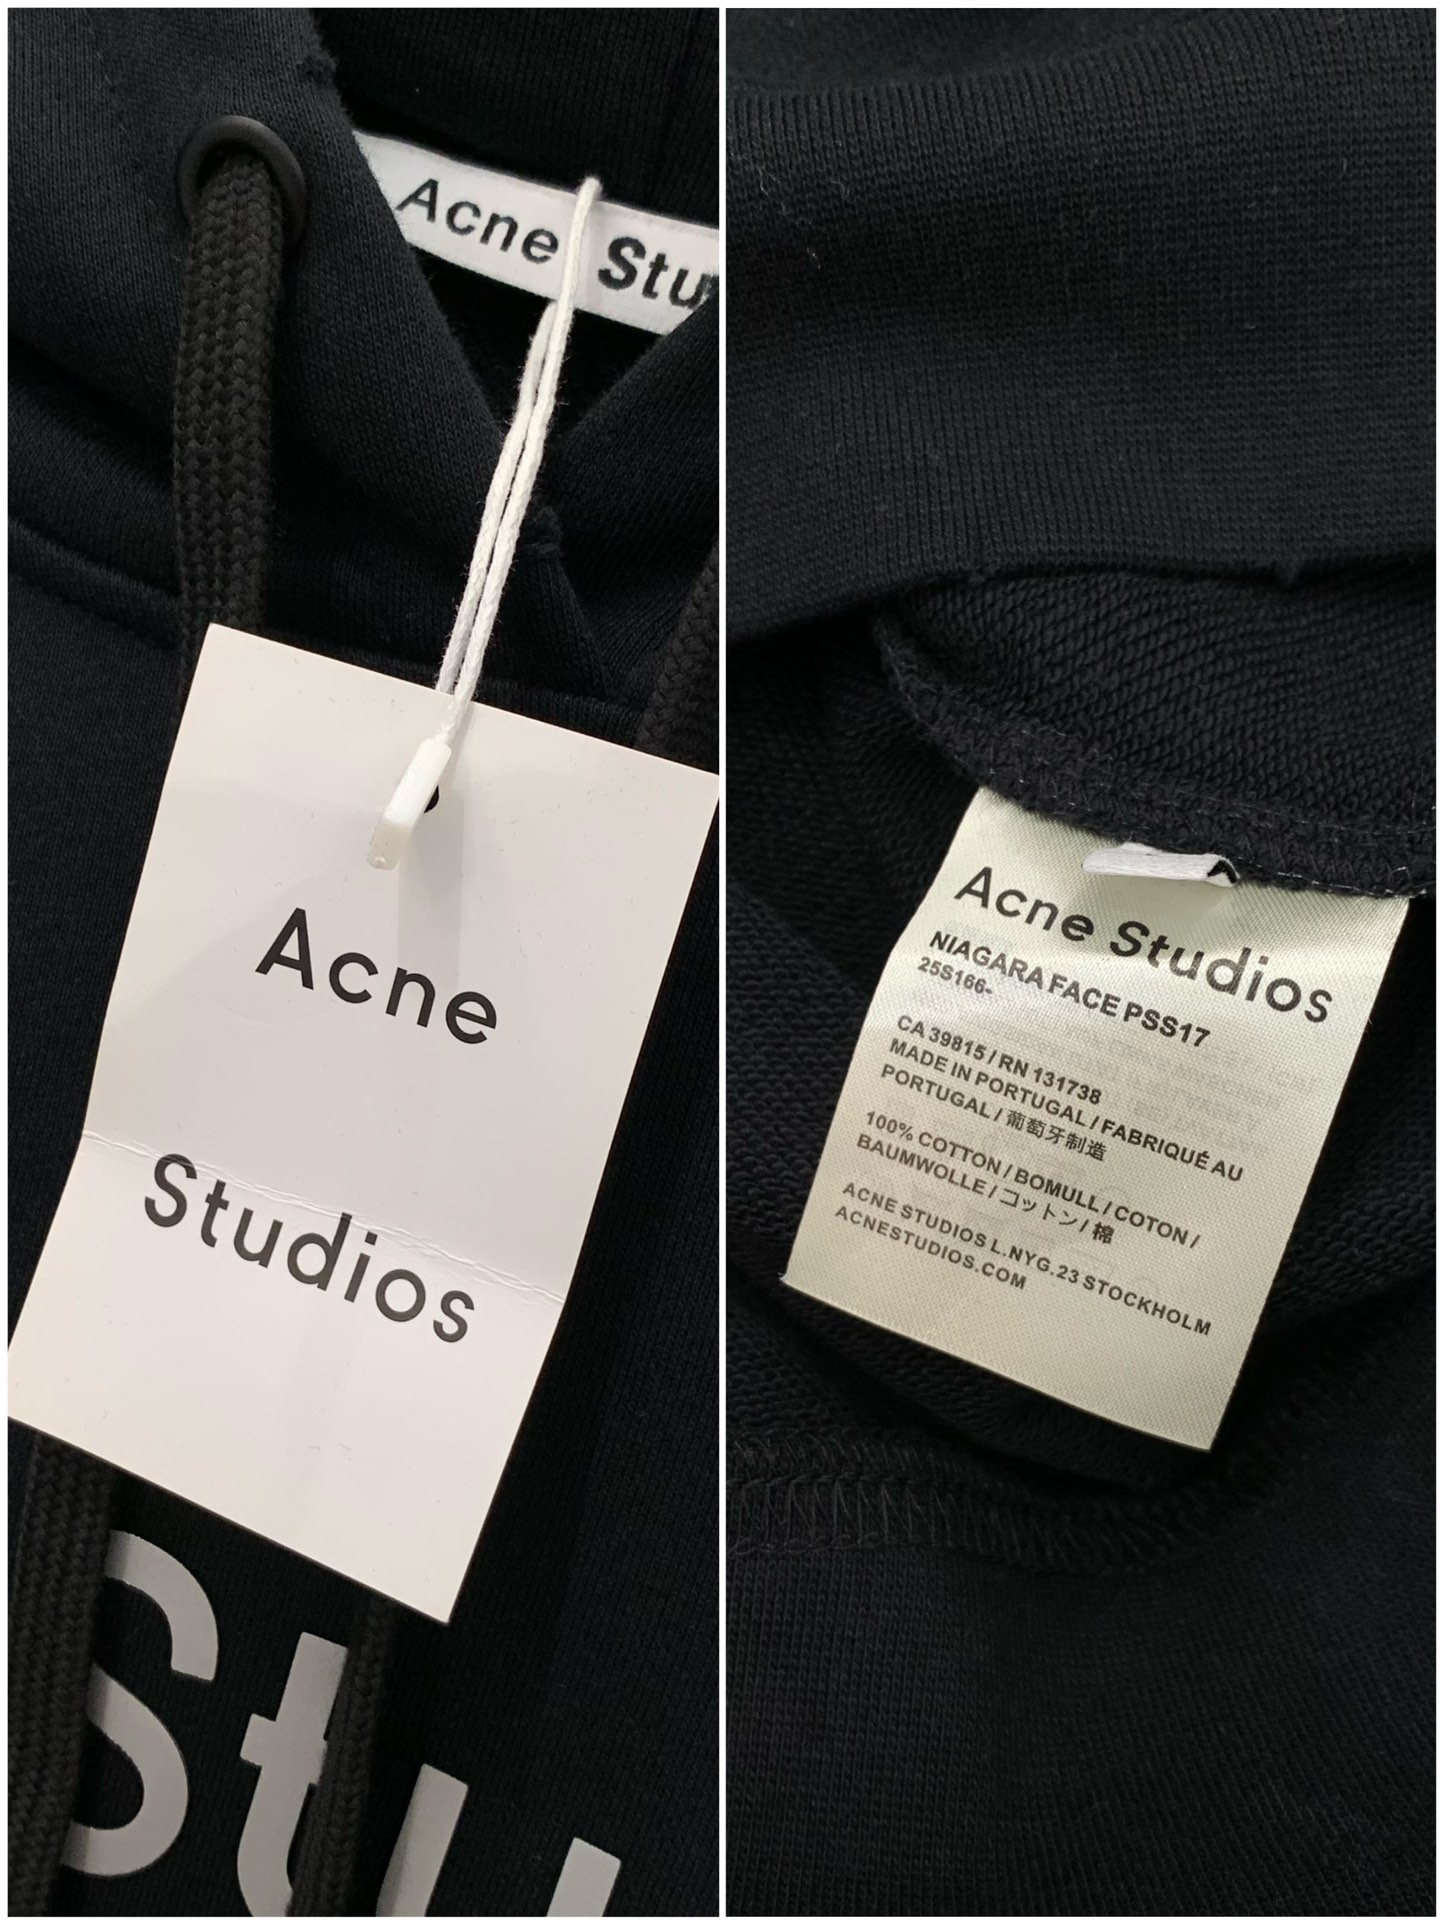 Acne Stu
Acne
Studios
Stu
Acne Studios
NIAGARA FACE PSS17
25S166-
CA 39815 / RN 131738
MADE IN PORTUGAL / FABRIQUÉ AU
PORTUGAL / 葡萄牙制造
100% COTTON / BOMULL / COTON /
BAUMWOLLE / コットン / 棉
ACNE STUDIOS L.NYG.23 STOCKHOLM
ACNESTUDIOS.COM